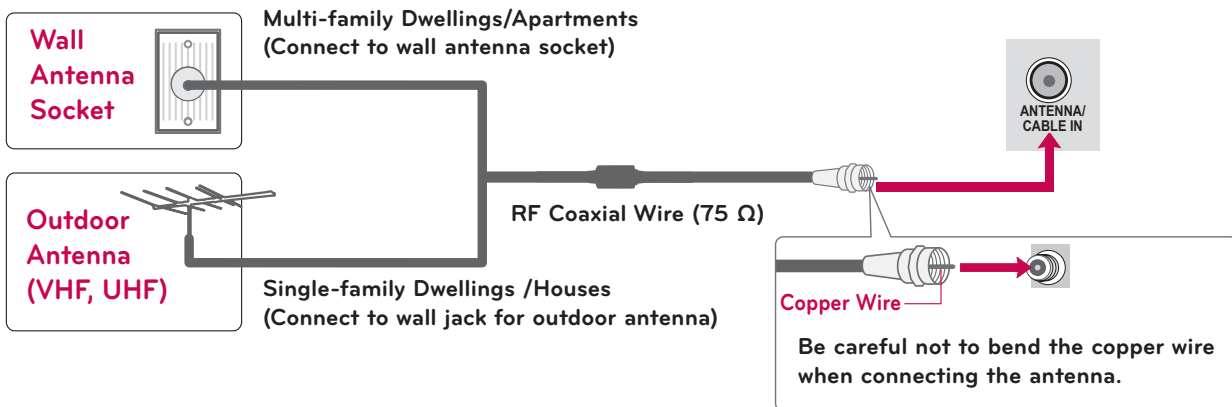 Wall
Antenna
Socket
Multi-family Dwellings/Apartments
(Connect to wall antenna socket)
ANTENNA/
CABLE IN
Outdoor
Antenna
(VHF, UHF)
RF Coaxial Wire (75 Ω)
Single-family Dwellings /Houses
(Connect to wall jack for outdoor antenna)
Copper Wire
Be careful not to bend the copper wire
when connecting the antenna.